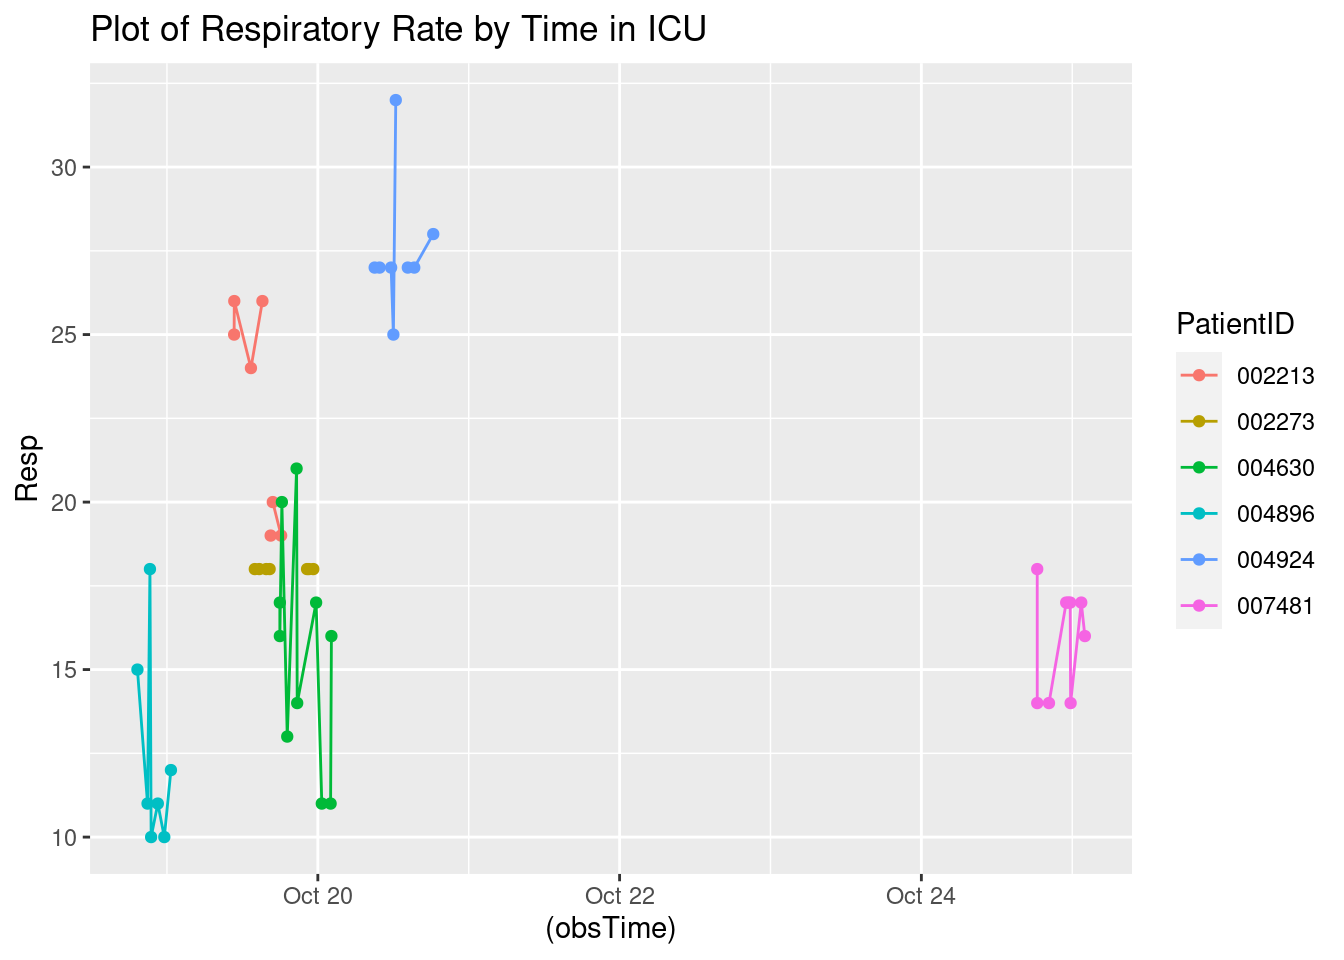 Plot of Respiratory Rate by Time in ICU
30
25
20
15
10
Resp
Oct 20
Oct 22
Oct 24
(obsTime)
PatientID
002213
002273
004630
004896
004924
007481